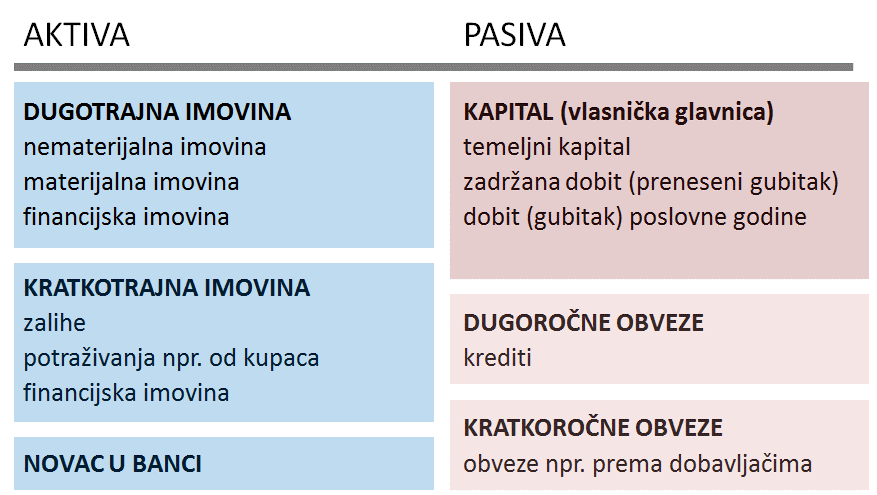 AKTIVA
DUGOTRAJNA IMOVINA
nematerijalna imovina
materijalna imovina
financijska imovina
KRATKOTRAJNA IMOVINA
zalihe
potraživanja npr. od kupaca
financijska imovina
NOVAC U BANCI
PASIVA
KAPITAL (vlasnička glavnica)
temeljni kapital
zadržana dobit (preneseni gubitak)
dobit (gubitak) poslovne godine
DUGOROČNE OBVEZE
krediti
KRATKOROČNE OBVEZE
obveze npr. prema dobavljačima